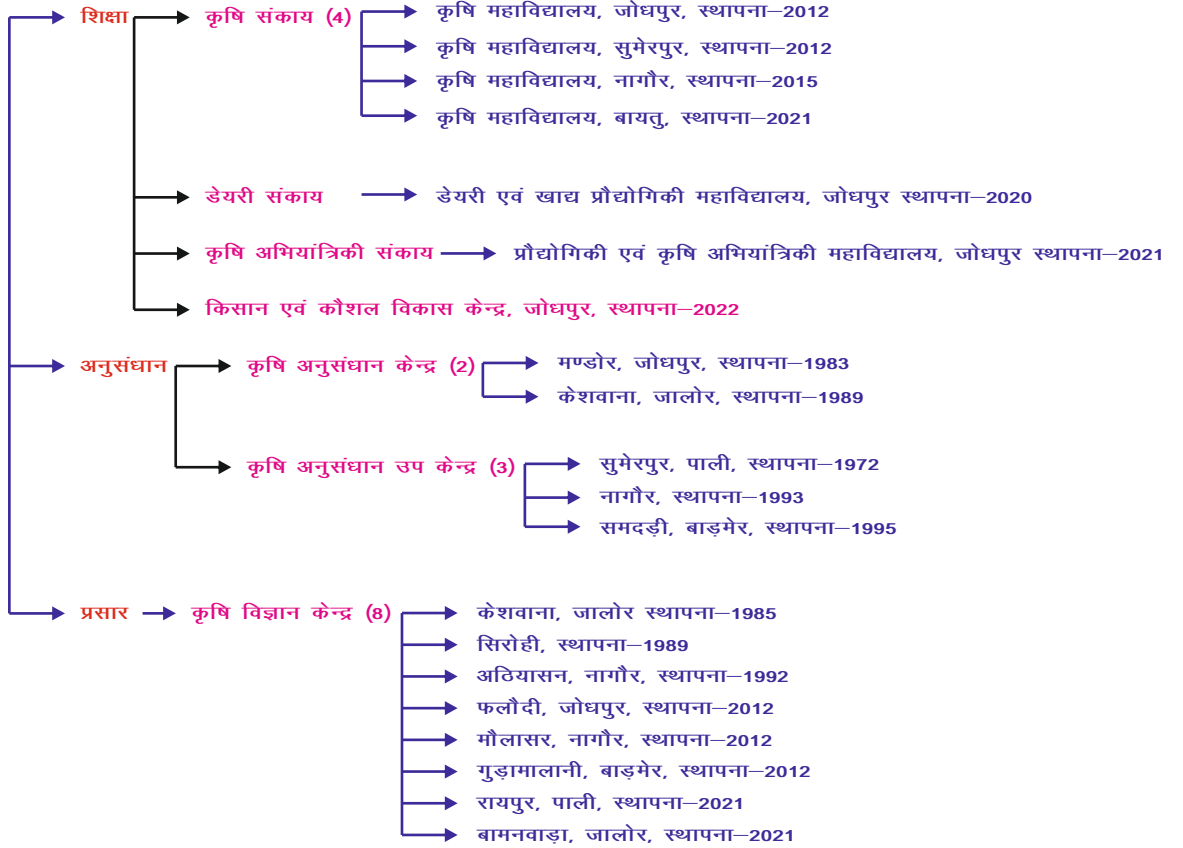 शिक्षा
कृषि संकाय (4)
कृषि महाविद्यालय, जोधपुर, स्थापना–2012
कृषि महाविद्यालय, सुमेरपुर, स्थापना–2012
कृषि महाविद्यालय, नागौर, स्थापना–2015
कृषि महाविद्यालय, बायतु, स्थापना–2021
डेयरी संकाय
डेयरी एवं खाद्य प्रौद्योगिकी महाविद्यालय, जोधपुर स्थापना–2020
कृषि अभियांत्रिकी संकाय
प्रौद्योगिकी एवं कृषि अभियांत्रिकी महाविद्यालय, जोधपुर स्थापना–2021
किसान एवं कौशल विकास केन्द्र, जोधपुर, स्थापना–2022
अनुसंधान
कृषि अनुसंधान केन्द्र (2)
मण्डोर, जोधपुर, स्थापना–1983
केशवाना, जालोर, स्थापना–1989
कृषि अनुसंधान उप केन्द्र (3)
सुमेरपुर, पाली, स्थापना–1972
नागौर, स्थापना–1993
समदड़ी, बाड़मेर, स्थापना–1995
प्रसार
कृषि विज्ञान केन्द्र (8)
केशवाना, जालोर स्थापना–1985
सिरोही, स्थापना–1989
अठियासन, नागौर, स्थापना–1992
फलौदी, जोधपुर, स्थापना–2012
मौलासर, नागौर, स्थापना–2012
गुड़ामालानी, बाड़मेर, स्थापना–2012
रायपुर, पाली, स्थापना–2021
बामनवाड़ा, जालोर, स्थापना–2021